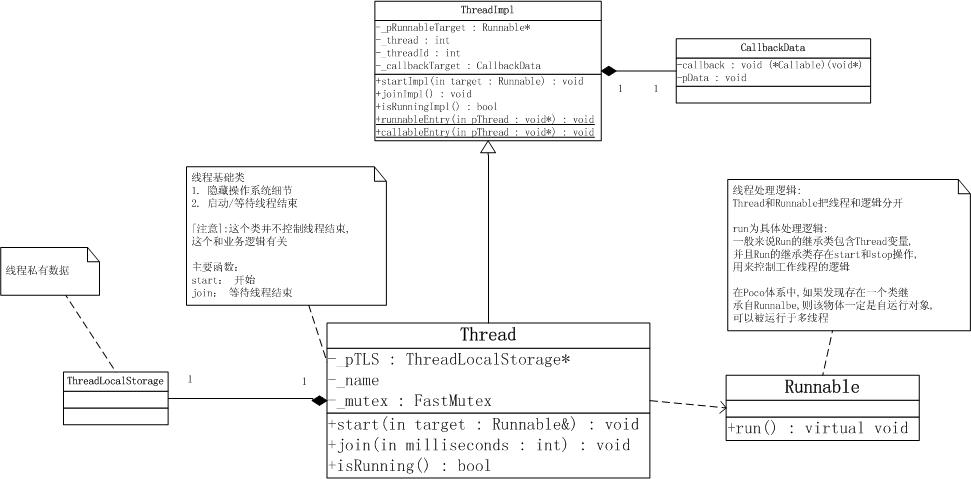 ThreadImpl
-_pRunnableTarget : Runnable*
-_thread : int
-_threadId : int
-_callbackTarget : CallbackData
+startImpl(in target : Runnable) : void
+joinImpl() : void
+isRunningImpl() : bool
+runnableEntry(in pThread : void*) : void
+callableEntry(in pThread : void*) : void
CallbackData
-callback : void (*Callable)(void*)
-pData : void
1
1
线程基础类
1. 隐藏操作系统细节
2. 启动/等待线程结束
[注意]:这个类并不控制线程结束,
这个和业务逻辑有关
主要函数:
start: 开始
join: 等待线程结束
线程处理逻辑:
Thread和Runnable把线程和逻辑分开
run为具体处理逻辑:
一般来说Run的继承类包含Thread变量,
并且Run的继承类存在start和stop操作,
用来控制工作线程的逻辑
在Poco体系中,如果发现存在一个类继
承自Runnalbe,则该物体一定是自运行对象,
可以被运行于多线程
线程私有数据
ThreadLocalStorage
1
1
Thread
-_pTLS : ThreadLocalStorage*
-_name
-_mutex : FastMutex
+start(in target : Runnable&) : void
+join(in milliseconds : int) : void
+isRunning() : bool
Runnable
+run() : virtual void